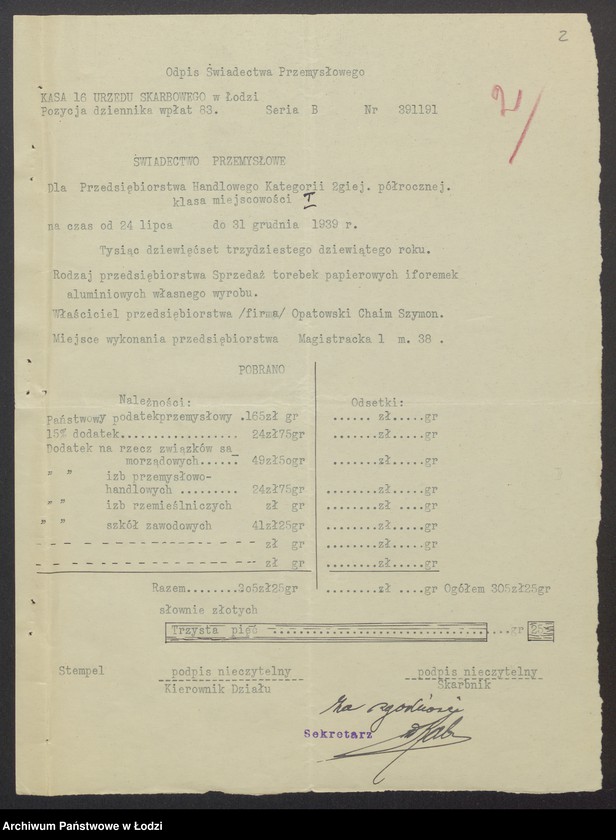 2
Odpis Świadectwa Przemysłowego
2/
KASA 16 URZEDU SKARBOWEGO w Łodzi
Pozycja dziennika wpłat 83. Seria B Nr 391191
ŚWIADECTWO PRZEMYSŁOWE
Dla Przedsiębiorstwa Handlowego Kategorii 2giej. półrocznej.
klasa miejscowości I
na czas od 24 lipca do 31 grudnia 1939 r.
Tysiąc dziewięćset trzydziestego dziewiątego roku.
Rodzaj przedsiębiorstwa Sprzedaż torebek papierowych iforemek
aluminiowych własnego wyrobu.
Właściciel przedsiębiorstwa /firma/ Opatowski Chaim Szymon.
Miejsce wykonania przedsiębiorstwa Magistracka 1 m. 38 .
POBRANO
Należności: Odsetki:
Państwowy podatekprzemysłowy .165zł gr ...... zł.....gr
15% dodatek.................. 24zł75gr ........zł.....gr
Dodatek na rzecz związków sa
morządowych...... 49zł5ogr ........zł.....gr
" " izb przemysłowo-
handlowych ......... 24zł75gr ........zł.....gr
" " izb rzemieślniczych zł gr ........zł ....gr
" " szkół zawodowych 41zł25gr ........zł.....gr
zł gr ........zł.....gr
zł gr ........zł.....gr
Razem........3o5zł25gr ........zł ....gr Ogółem 305zł25gr
słownie złotych
Trzysta pięć ....gr 25
Stempel podpis nieczytelny podpis nieczytelny
Kierownik Działu Skarbnik
Za zgodność
Sekretarz
Archiwum Państwowe w Łodzi